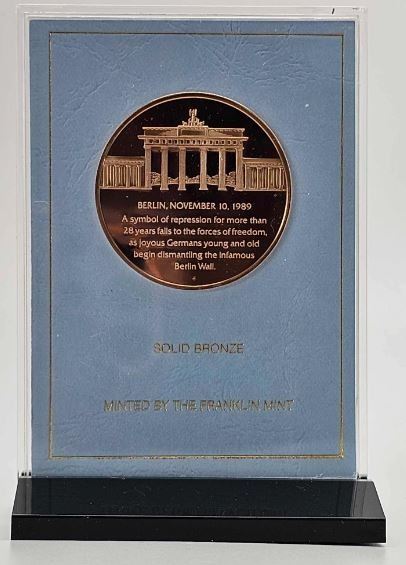 BERLIN, NOVEMBER 10, 1989
A symbol of repression for more than
28 years falls to the forces of freedom,
as joyous Germans young and old
begin dismantling the infamous
Berlin Wall.
SOLID BRONZE
MINTED BY THE FRANKLIN MINT